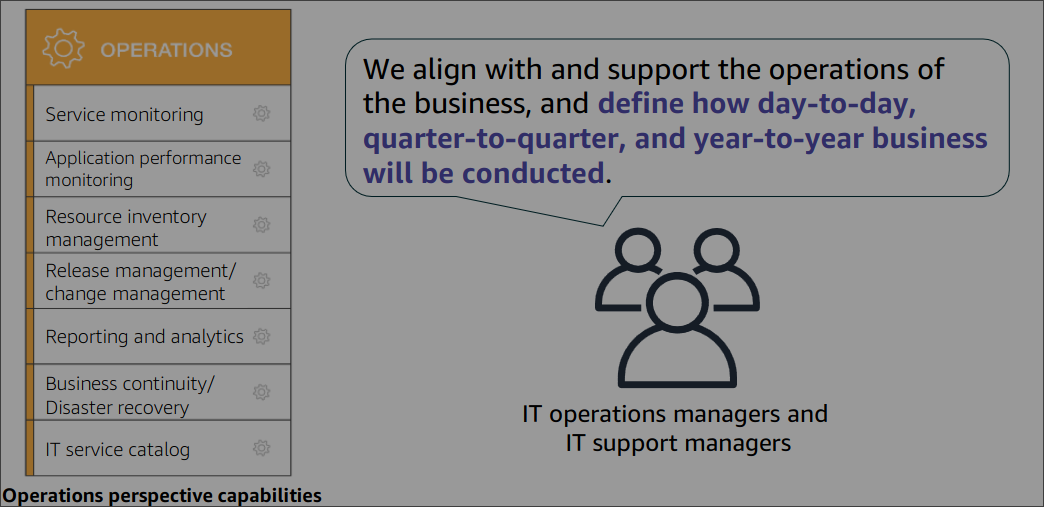 OPERATIONS
Service monitoring
Application performance
monitoring
Resource inventory
management
Release management/
change management
Reporting and analytics
Business continuity/
Disaster recovery
IT service catalog
Operations perspective capabilities
We align with and support the operations of
the business, and define how day-to-day,
quarter-to-quarter, and year-to-year business
will be conducted.
IT operations managers and
IT support managers